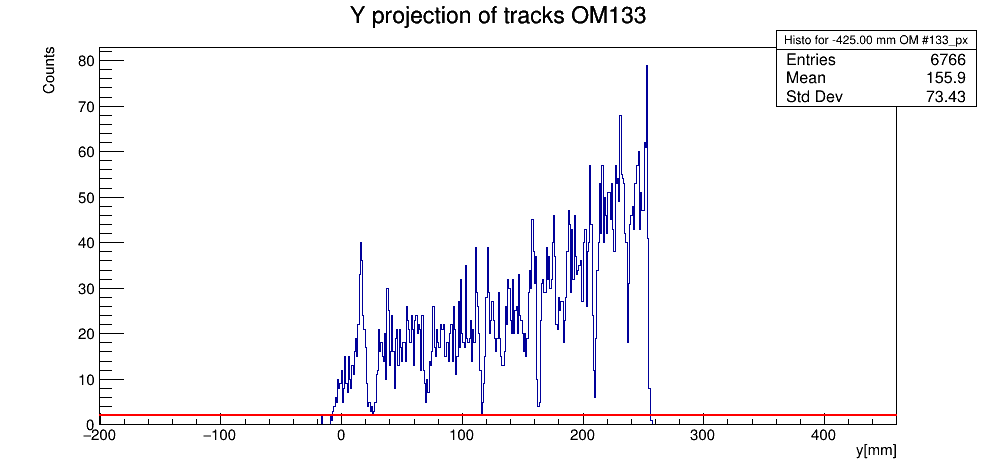 Y projection of tracks OM133
Histo for -425.00 mm OM #133_px
Entries 6766
Mean 155.9
Std Dev 73.43
Counts
80
70
60
50
40
30
20
10
0
−200 −100 0 100 200 300 400
y[mm]